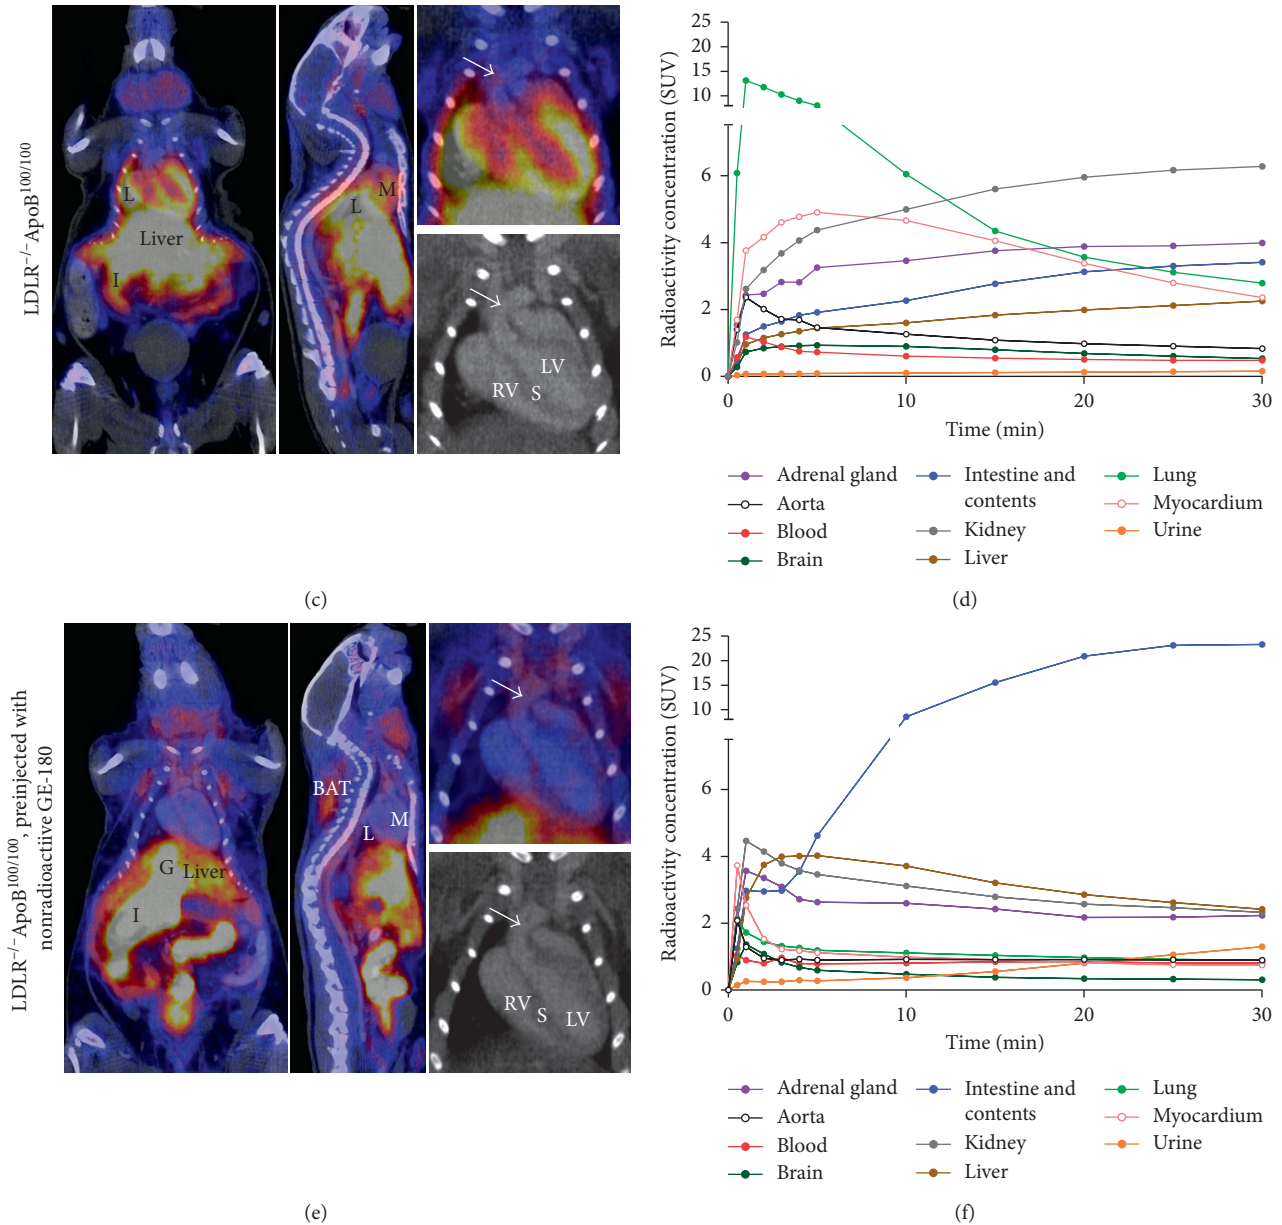 LDLR−/−ApoB100/100
L
Liver
I
M
L
LV
RV
S
(c)
Radioactivity concentration (SUV)
25
20
15
10
6
4
2
0
0 10 20 30
Time (min)
Adrenal gland
Aorta
Blood
Brain
Intestine and
contents
Kidney
Liver
Lung
Myocardium
Urine
(d)
LDLR−/−ApoB100/100, preinjected with
nonradioactiive GE-180
G
Liver
I
BAT
L
M
RV
S
LV
(e)
Radioactivity concentration (SUV)
25
20
15
10
6
4
2
0
0 10 20 30
Time (min)
Adrenal gland
Aorta
Blood
Brain
Intestine and
contents
Kidney
Liver
Lung
Myocardium
Urine
(f)